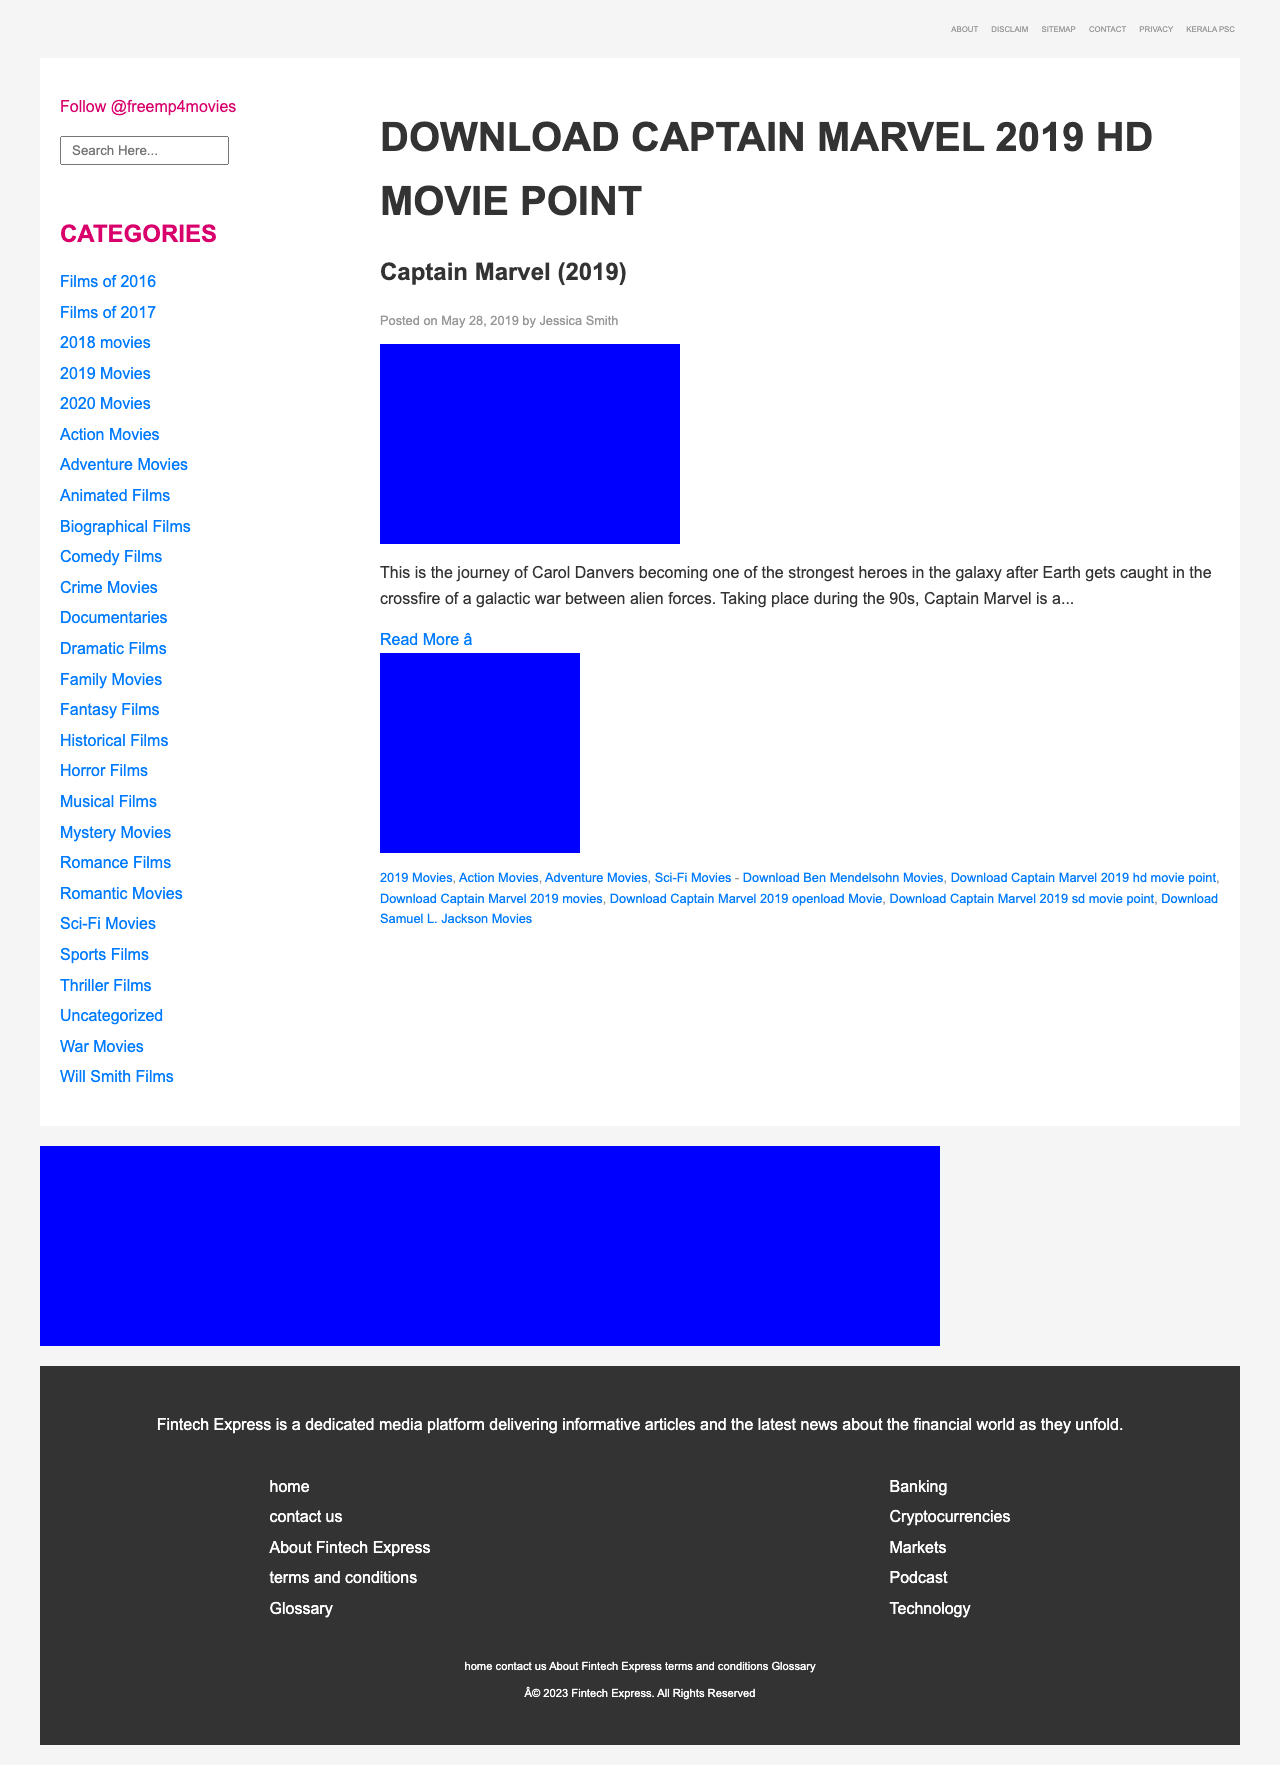 ABOUT DISCLAIM SITEMAP CONTACT PRIVACY KERALA PSC
Follow @freemp4movies
Search Here...
CATEGORIES
Films of 2016
Films of 2017
2018 movies
2019 Movies
2020 Movies
Action Movies
Adventure Movies
Animated Films
Biographical Films
Comedy Films
Crime Movies
Documentaries
Dramatic Films
Family Movies
Fantasy Films
Historical Films
Horror Films
Musical Films
Mystery Movies
Romance Films
Romantic Movies
Sci-Fi Movies
Sports Films
Thriller Films
Uncategorized
War Movies
Will Smith Films
DOWNLOAD CAPTAIN MARVEL 2019 HD
MOVIE POINT
Captain Marvel (2019)
Posted on May 28, 2019 by Jessica Smith
This is the journey of Carol Danvers becoming one of the strongest heroes in the galaxy after Earth gets caught in the
crossfire of a galactic war between alien forces. Taking place during the 90s, Captain Marvel is a...
Read More â
2019 Movies, Action Movies, Adventure Movies, Sci-Fi Movies - Download Ben Mendelsohn Movies, Download Captain Marvel 2019 hd movie point,
Download Captain Marvel 2019 movies, Download Captain Marvel 2019 openload Movie, Download Captain Marvel 2019 sd movie point, Download
Samuel L. Jackson Movies
Fintech Express is a dedicated media platform delivering informative articles and the latest news about the financial world as they unfold.
home
contact us
About Fintech Express
terms and conditions
Glossary
Banking
Cryptocurrencies
Markets
Podcast
Technology
home contact us About Fintech Express terms and conditions Glossary
Â© 2023 Fintech Express. All Rights Reserved